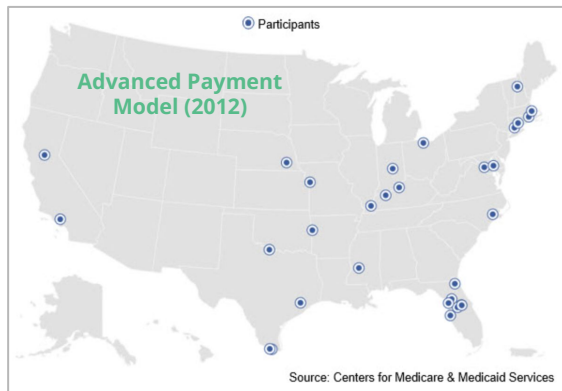 Participants
Advanced Payment
Model (2012)
Source: Centers for Medicare & Medicaid Services